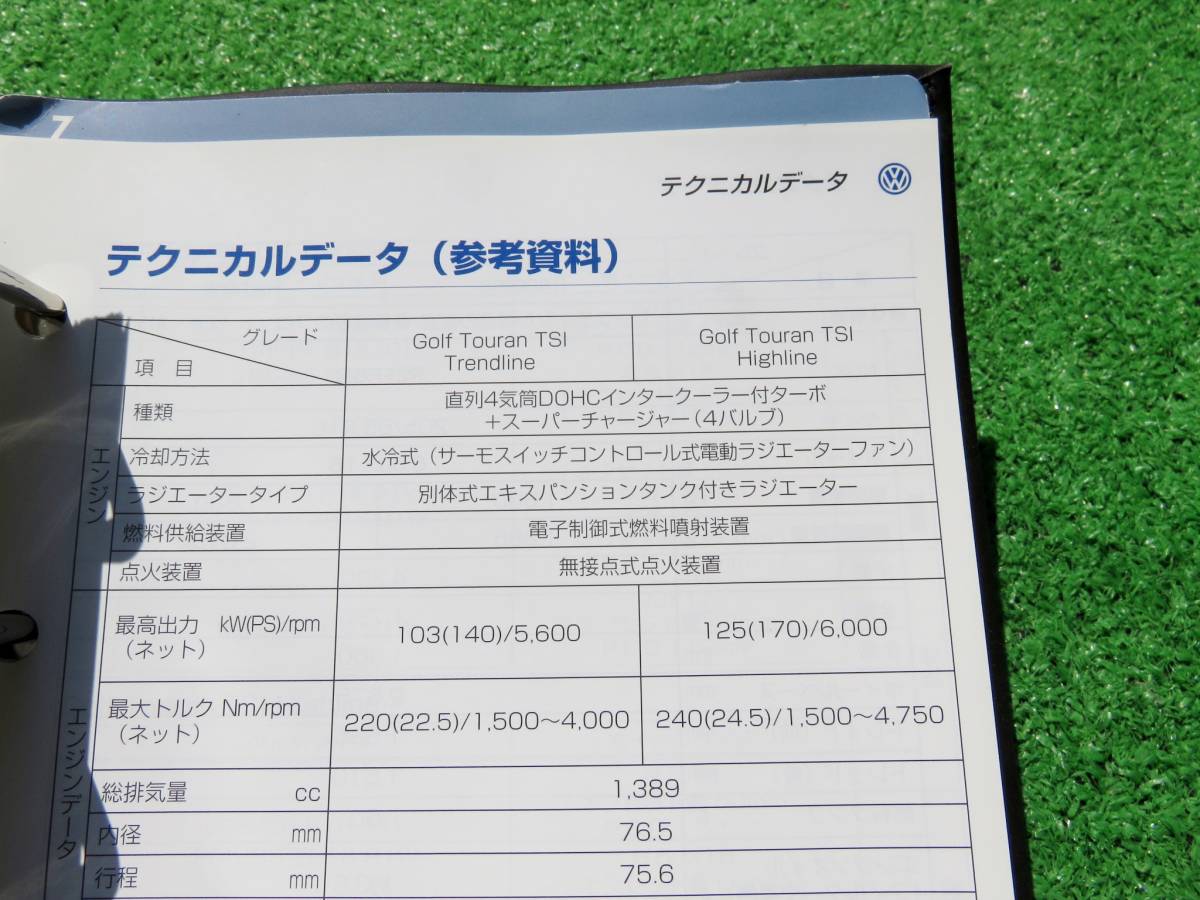 7
テクニカルデータ
テクニカルデータ（参考資料）
グレード
項 目
Golf Touran TSI
Trendline
Golf Touran TSI
Highline
エンジン
種類
直列4気筒DOHCインタークーラー付ターボ
＋スーパーチャージャー（4バルブ）
冷却方法
水冷式（サーモスイッチコントロール式電動ラジエーターファン）
ラジエータータイプ
別体式エキスパンションタンク付きラジエーター
燃料供給装置
電子制御式燃料噴射装置
点火装置
無接点式点火装置
エンジンデータ
最高出力 kW(PS)/rpm
（ネット）
103(140)/5,600
125(170)/6,000
最大トルク Nm/rpm
（ネット）
220(22.5)/1,500〜4,000
240(24.5)/1,500〜4,750
総排気量 cc
1,389
内径 mm
76.5
行程 mm
75.6